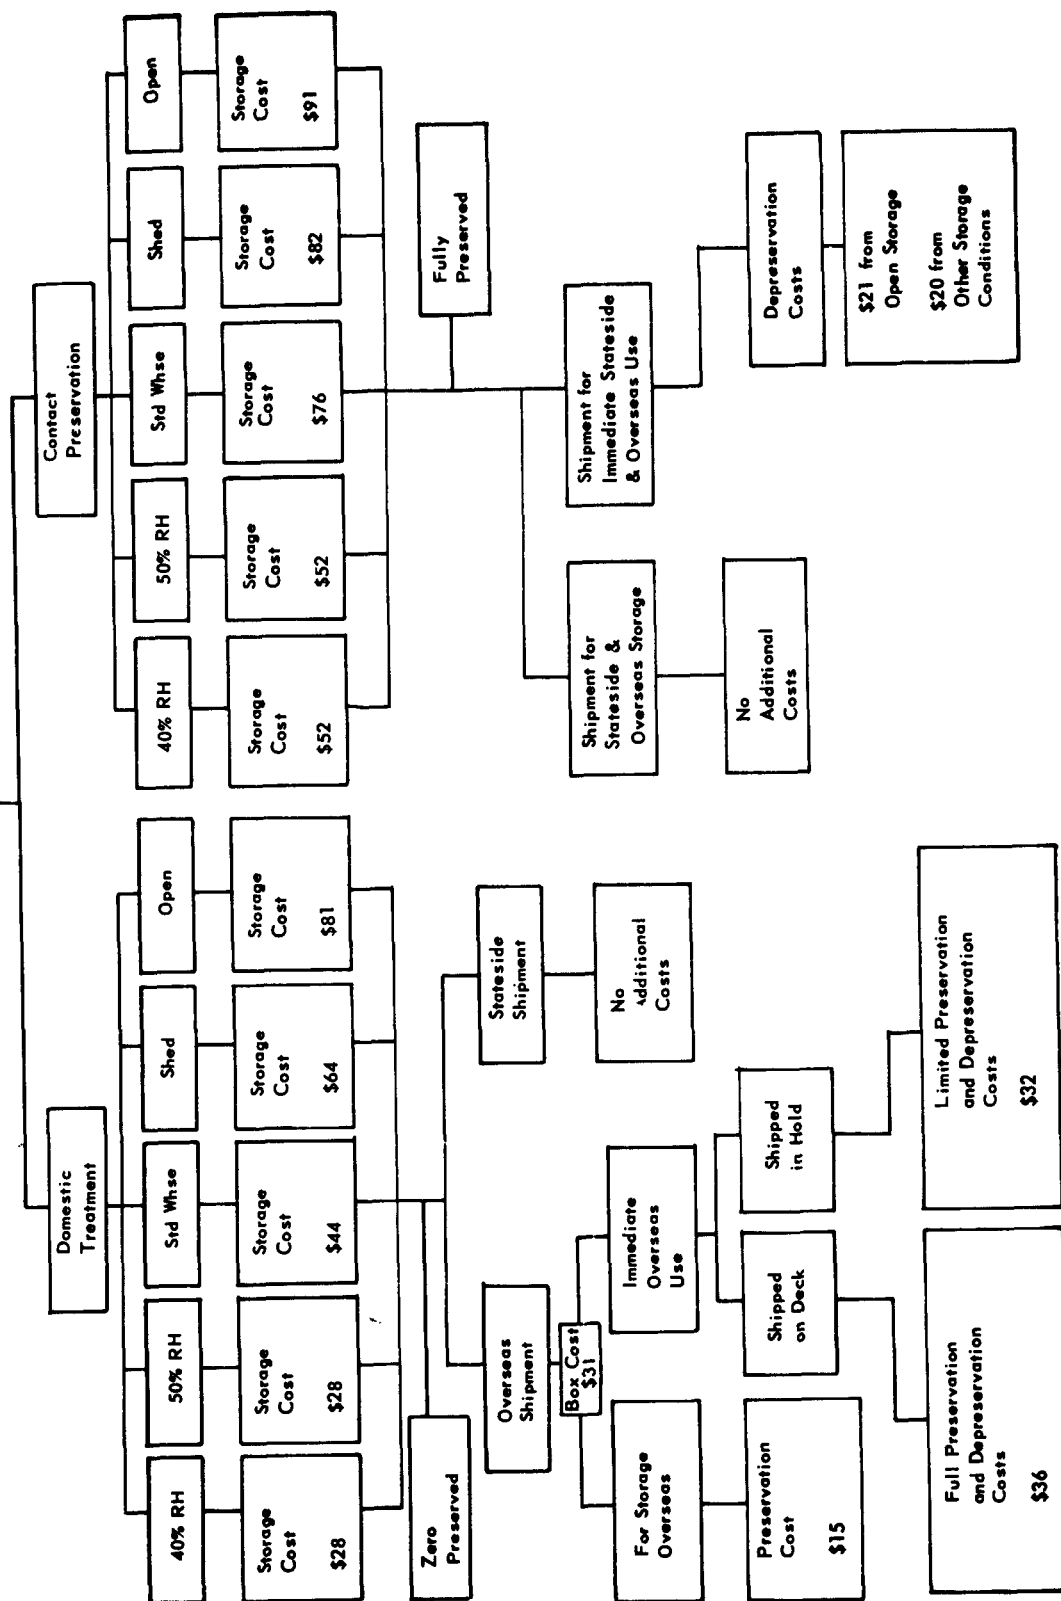 Domestic
Treatment
Contact
Preservation
40% RH
50% RH
Std Whse
Shed
Open
40% RH
50% RH
Std Whse
Shed
Open
Storage
Cost
$28
Storage
Cost
$28
Storage
Cost
$44
Storage
Cost
$64
Storage
Cost
$81
Storage
Cost
$52
Storage
Cost
$52
Storage
Cost
$76
Storage
Cost
$82
Storage
Cost
$91
Zero
Preserved
Fully
Preserved
Overseas
Shipment
Stateside
Shipment
Box Cost
$31
No
Additional
Costs
Shipment for
Stateside &
Overseas Storage
Shipment for
Immediate Stateside
& Overseas Use
For Storage
Overseas
Immediate
Overseas
Use
No
Additional
Costs
Depreservation
Costs
Preservation
Cost
$15
Shipped
on Deck
Shipped
in Hold
$21 from
Open Storage
$20 from
Other Storage
Conditions
Full Preservation
and Depreservation
Costs
$36
Limited Preservation
and Depreservation
Costs
$32